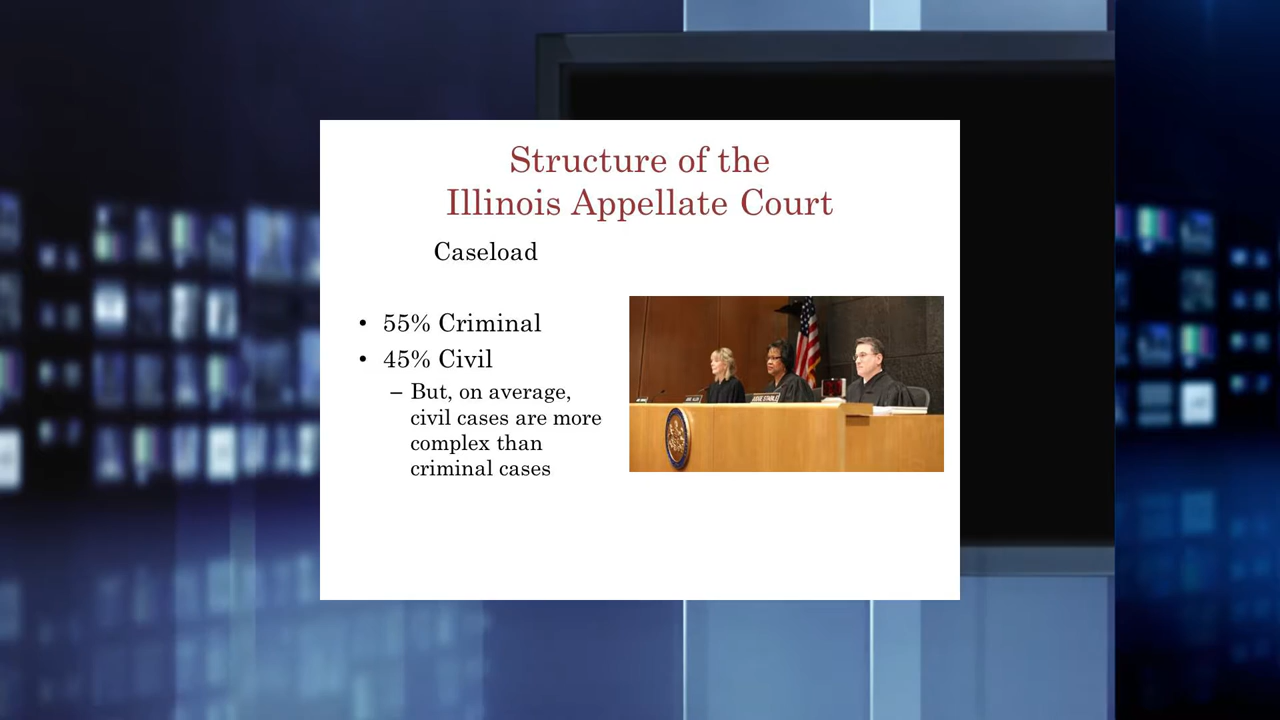 Structure of the
Illinois Appellate Court
Caseload
• 55% Criminal
• 45% Civil
– But, on average,
civil cases are more
complex than
criminal cases